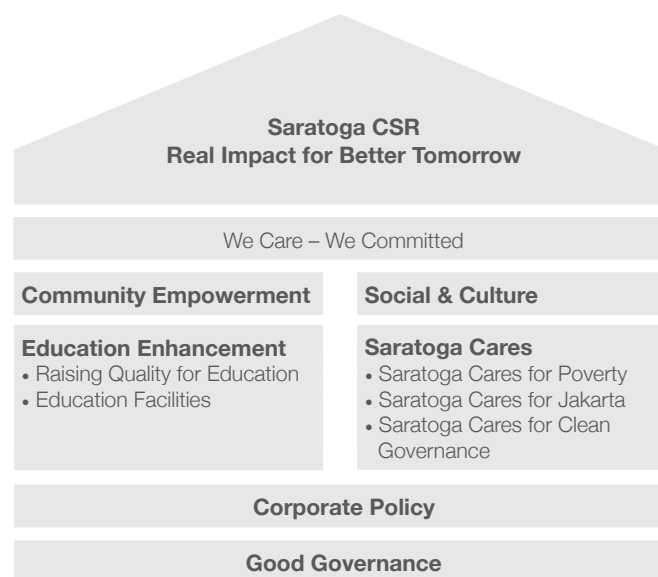 Saratoga CSR
Real Impact for Better Tomorrow
We Care – We Committed
Community Empowerment
Education Enhancement
• Raising Quality for Education
• Education Facilities
Social & Culture
Saratoga Cares
• Saratoga Cares for Poverty
• Saratoga Cares for Jakarta
• Saratoga Cares for Clean
Governance
Corporate Policy
Good Governance